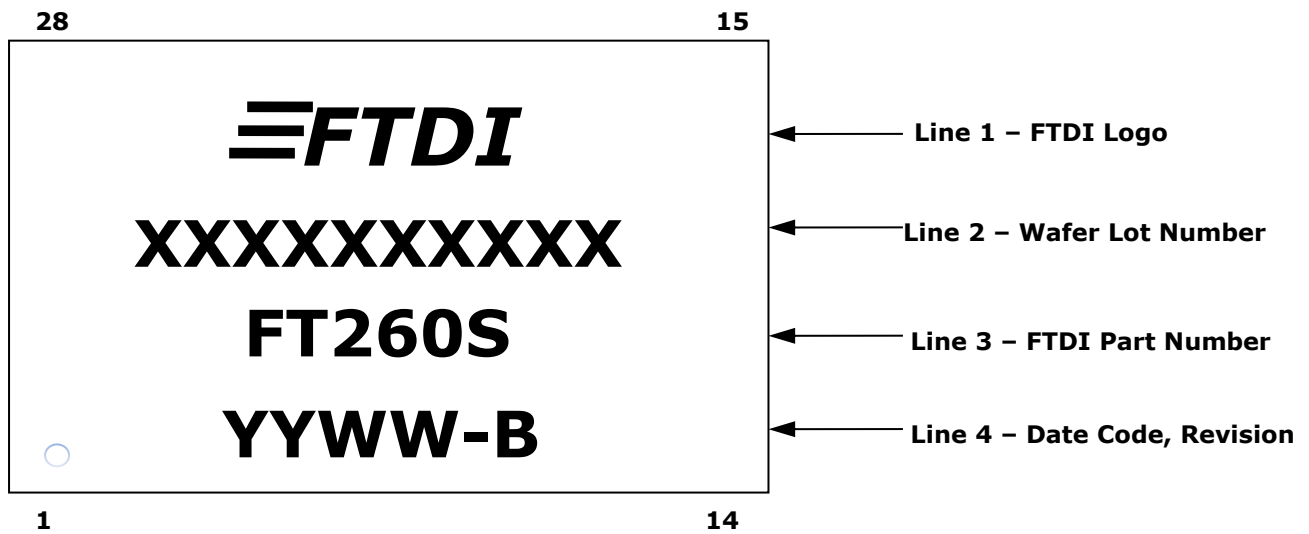 28 15
FTDI
Line 1 – FTDI Logo
XXXXXXXXXX
Line 2 – Wafer Lot Number
FT260S
Line 3 – FTDI Part Number
YYWW-B
Line 4 – Date Code, Revision
1 14